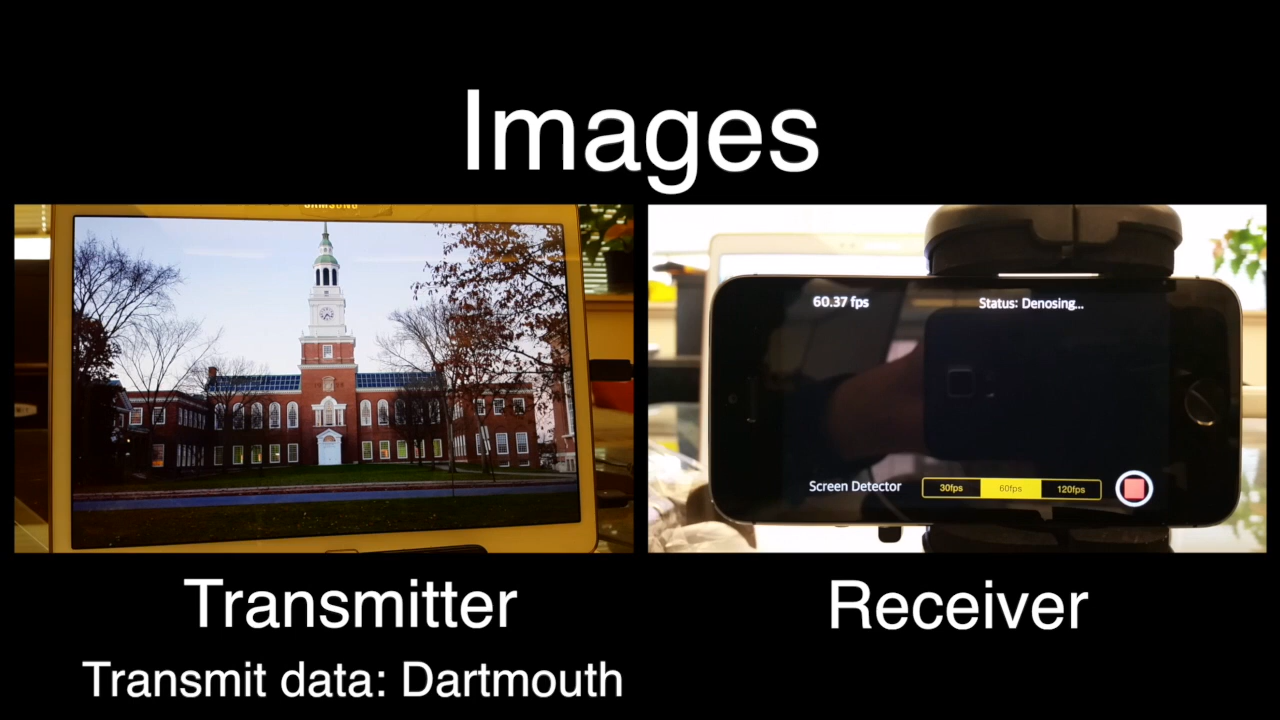 Images
SAMSUNG
60.37 fps
Status: Denosing...
Screen Detector
30fps
60fps
120fps
Transmitter
Receiver
Transmit data: Dartmouth